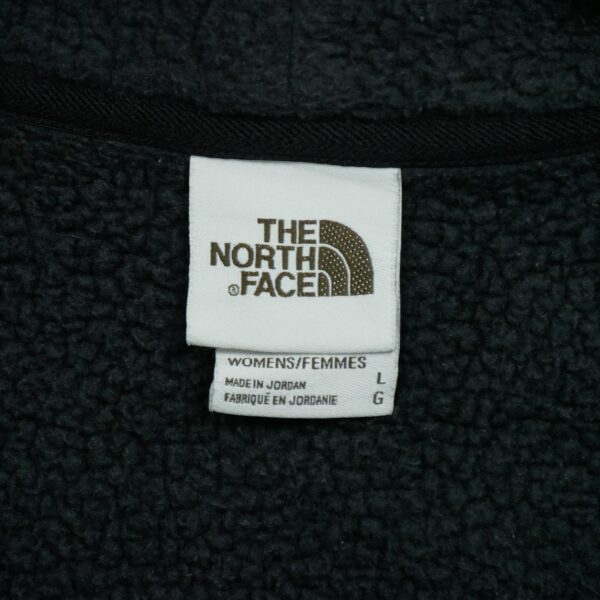 THE
NORTH
®FACE
WOMENS/FEMMES
MADE IN JORDAN L
FABRIQUÉ EN JORDANIE G